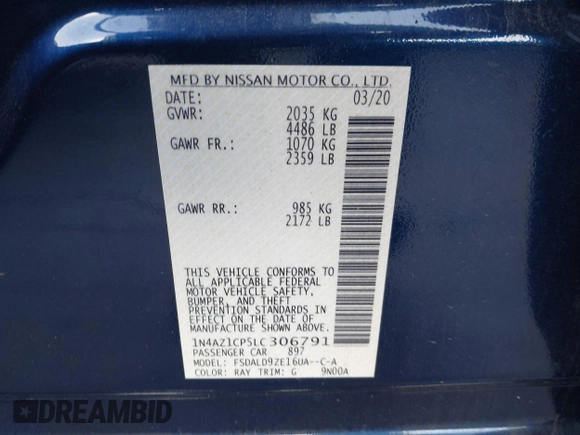 MFD BY NISSAN MOTOR CO., LTD.
DATE: 03/20
GVWR: 2035 KG
4486 LB
GAWR FR.: 1070 KG
2359 LB
GAWR RR.: 985 KG
2172 LB
THIS VEHICLE CONFORMS TO
ALL APPLICABLE FEDERAL
MOTOR VEHICLE SAFETY,
BUMPER, AND THEFT
PREVENTION STANDARDS
IN EFFECT ON THE DATE
OF MANUFACTURE SHOWN
ABOVE.
1N4AZ1CP5LC306791
PASSENGER CAR 897
MODEL: FSDALD9ZE16UA--C-A
COLOR: RAY TRIM: G 9N00A
DREAMBID